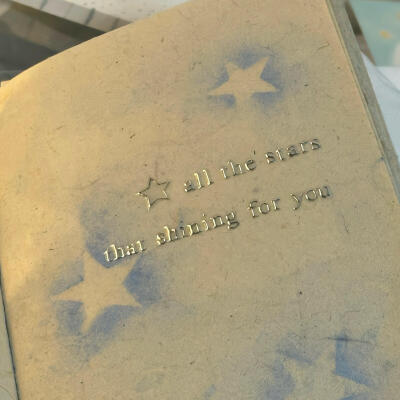 all the stars
that shining for you